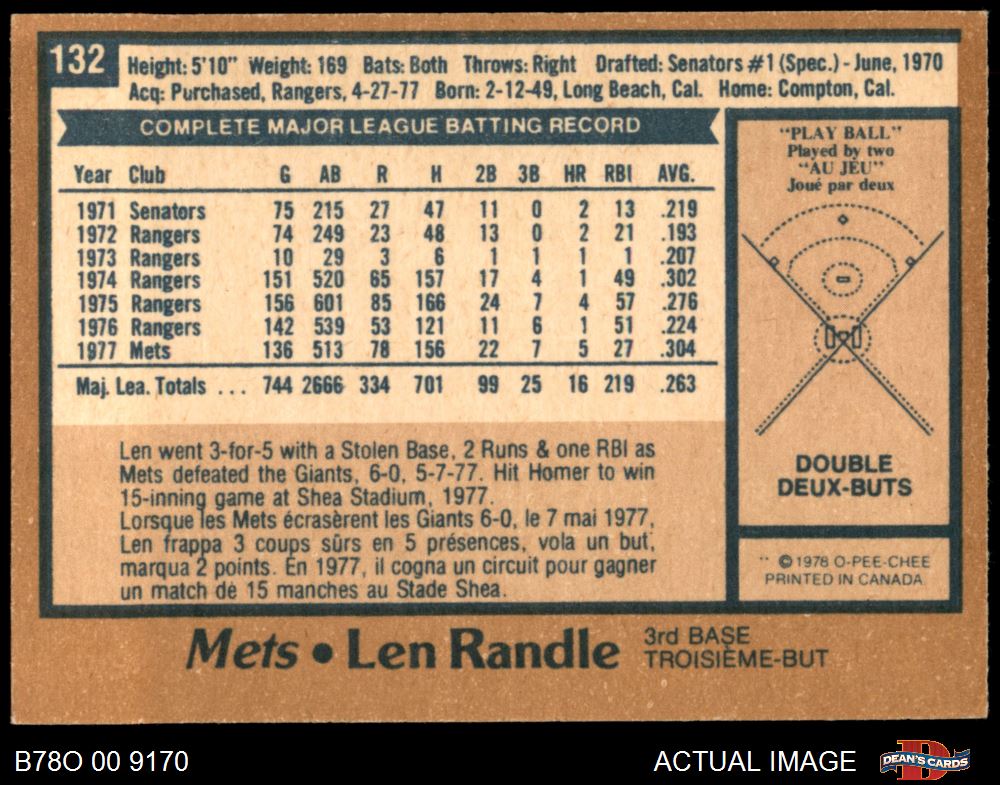 132
Height: 5'10" Weight: 169 Bats: Both Throws: Right Drafted: Senators #1 (Spec.) - June, 1970
Acq: Purchased, Rangers, 4-27-77 Born: 2-12-49, Long Beach, Cal. Home: Compton, Cal.
COMPLETE MAJOR LEAGUE BATTING RECORD
Year Club G AB R H 2B 3B HR RBI AVG.
1971 Senators 75 215 27 47 11 0 2 13 .219
1972 Rangers 74 249 23 48 13 0 2 21 .193
1973 Rangers 10 29 3 6 1 1 1 1 .207
1974 Rangers 151 520 65 157 17 4 1 49 .302
1975 Rangers 156 601 85 166 24 7 4 57 .276
1976 Rangers 142 539 53 121 11 6 1 51 .224
1977 Mets 136 513 78 156 22 7 5 27 .304
Maj. Lea. Totals ... 744 2666 334 701 99 25 16 219 .263
Len went 3-for-5 with a Stolen Base, 2 Runs & one RBI as
Mets defeated the Giants, 6-0, 5-7-77. Hit Homer to win
15-inning game at Shea Stadium, 1977.
Lorsque les Mets écrasèrent les Giants 6-0, le 7 mai 1977,
Len frappa 3 coups sûrs en 5 présences, vola un but,
marqua 2 points. En 1977, il cogna un circuit pour gagner
un match de 15 manches au Stade Shea.
"PLAY BALL"
Played by two
"AU JEU"
Joué par deux
DOUBLE
DEUX-BUTS
©1978 O-PEE-CHEE
PRINTED IN CANADA
Mets • Len Randle
3rd BASE
TROISIÈME-BUT
B78O 00 9170
ACTUAL IMAGE
DEAN'S CARDS